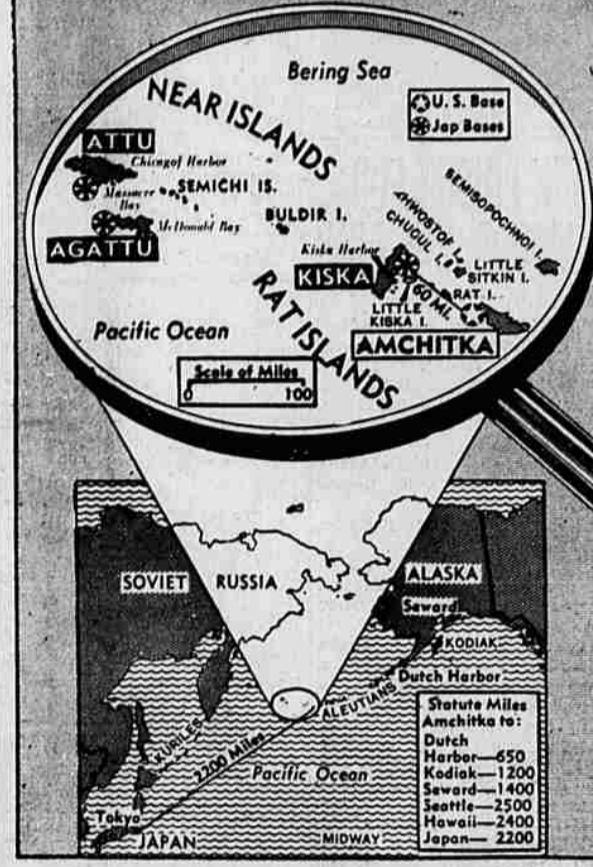 Bering Sea
U. S. Base
Jap Bases
NEAR ISLANDS
ATTU
Chicagof Harbor
Massacre
Bay
SEMICHI IS.
McDonald Bay
AGATTU
BULDIR I.
SEMISOPOCHNOI I.
CHUGUL I.
LITTLE
SITKIN I.
Kiska Harbor
KISKA
60 MI.
RAT I.
LITTLE
KISKA I.
AMCHITKA
RAT ISLANDS
Pacific Ocean
Scale of Miles
0 100
SOVIET RUSSIA
ALASKA
Seward
KODIAK
Dutch Harbor
ALEUTIANS
KURILES
2200 Miles
Pacific Ocean
Tokyo
JAPAN
MIDWAY
Statute Miles
Amchitka to:
Dutch
Harbor—650
Kodiak—1200
Seward—1400
Seattle—2500
Hawaii—2400
Japan—2200